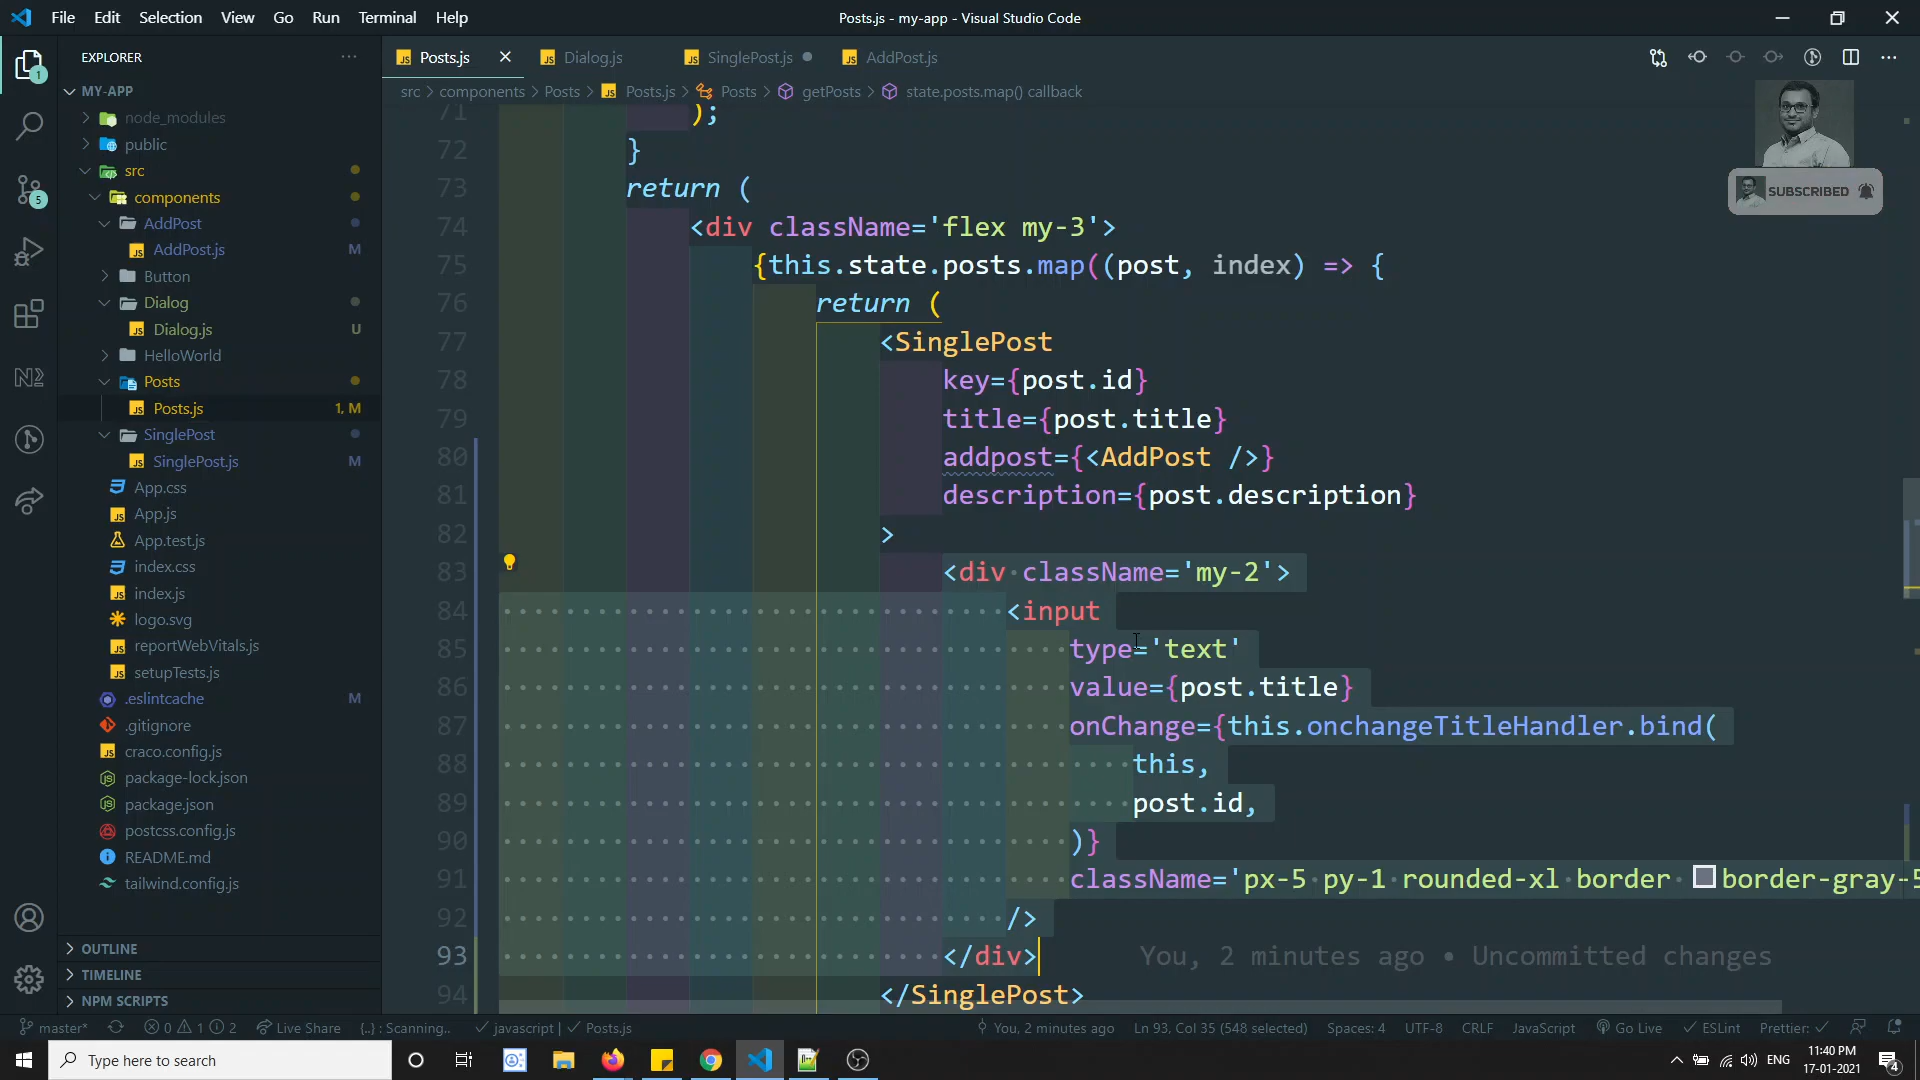 File Edit Selection View Go Run Terminal Help
Posts.js - my-app - Visual Studio Code
EXPLORER
MY-APP
node_modules
public
src
components
AddPost
AddPost.js M
Button
Dialog
Dialog.js U
HelloWorld
Posts
Posts.js 1, M
SinglePost
SinglePost.js M
App.css
App.js
App.test.js
index.css
index.js
logo.svg
reportWebVitals.js
setupTests.js
.eslintcache M
.gitignore
craco.config.js
package-lock.json
package.json
postcss.config.js
README.md
tailwind.config.js
OUTLINE
TIMELINE
NPM SCRIPTS
1
5
Posts.js Dialog.js SinglePost.js AddPost.js
src > components > Posts > Posts.js > Posts > getPosts > state.posts.map() callback
SUBSCRIBED
71 );
72 }
73 return (
74 <div className='flex my-3'>
75 {this.state.posts.map((post, index) => {
76 return (
77 <SinglePost
78 key={post.id}
79 title={post.title}
80 addpost={<AddPost />}
81 description={post.description}
82 >
83 <div className='my-2'>
84 <input
85 type='text'
86 value={post.title}
87 onChange={this.onchangeTitleHandler.bind(
88 this,
89 post.id,
90 )}
91 className='px-5 py-1 rounded-xl border border-gray-5
92 />
93 </div> You, 2 minutes ago • Uncommitted changes
94 </SinglePost>
master* 0 1 2 Live Share {..} : Scanning.. javascript | Posts.js You, 2 minutes ago Ln 93, Col 35 (548 selected) Spaces: 4 UTF-8 CRLF JavaScript Go Live ESLint Prettier:
Type here to search
ENG
11:40 PM
17-01-2021
4